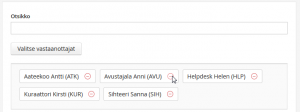 Otsikko
Valitse vastaanottajat
Aateekoo Antti (ATK) Avustajala Anni (AVU) Helpdesk Helen (HLP)
Kuraattori Kirsti (KUR) Sihteeri Sanna (SIH)